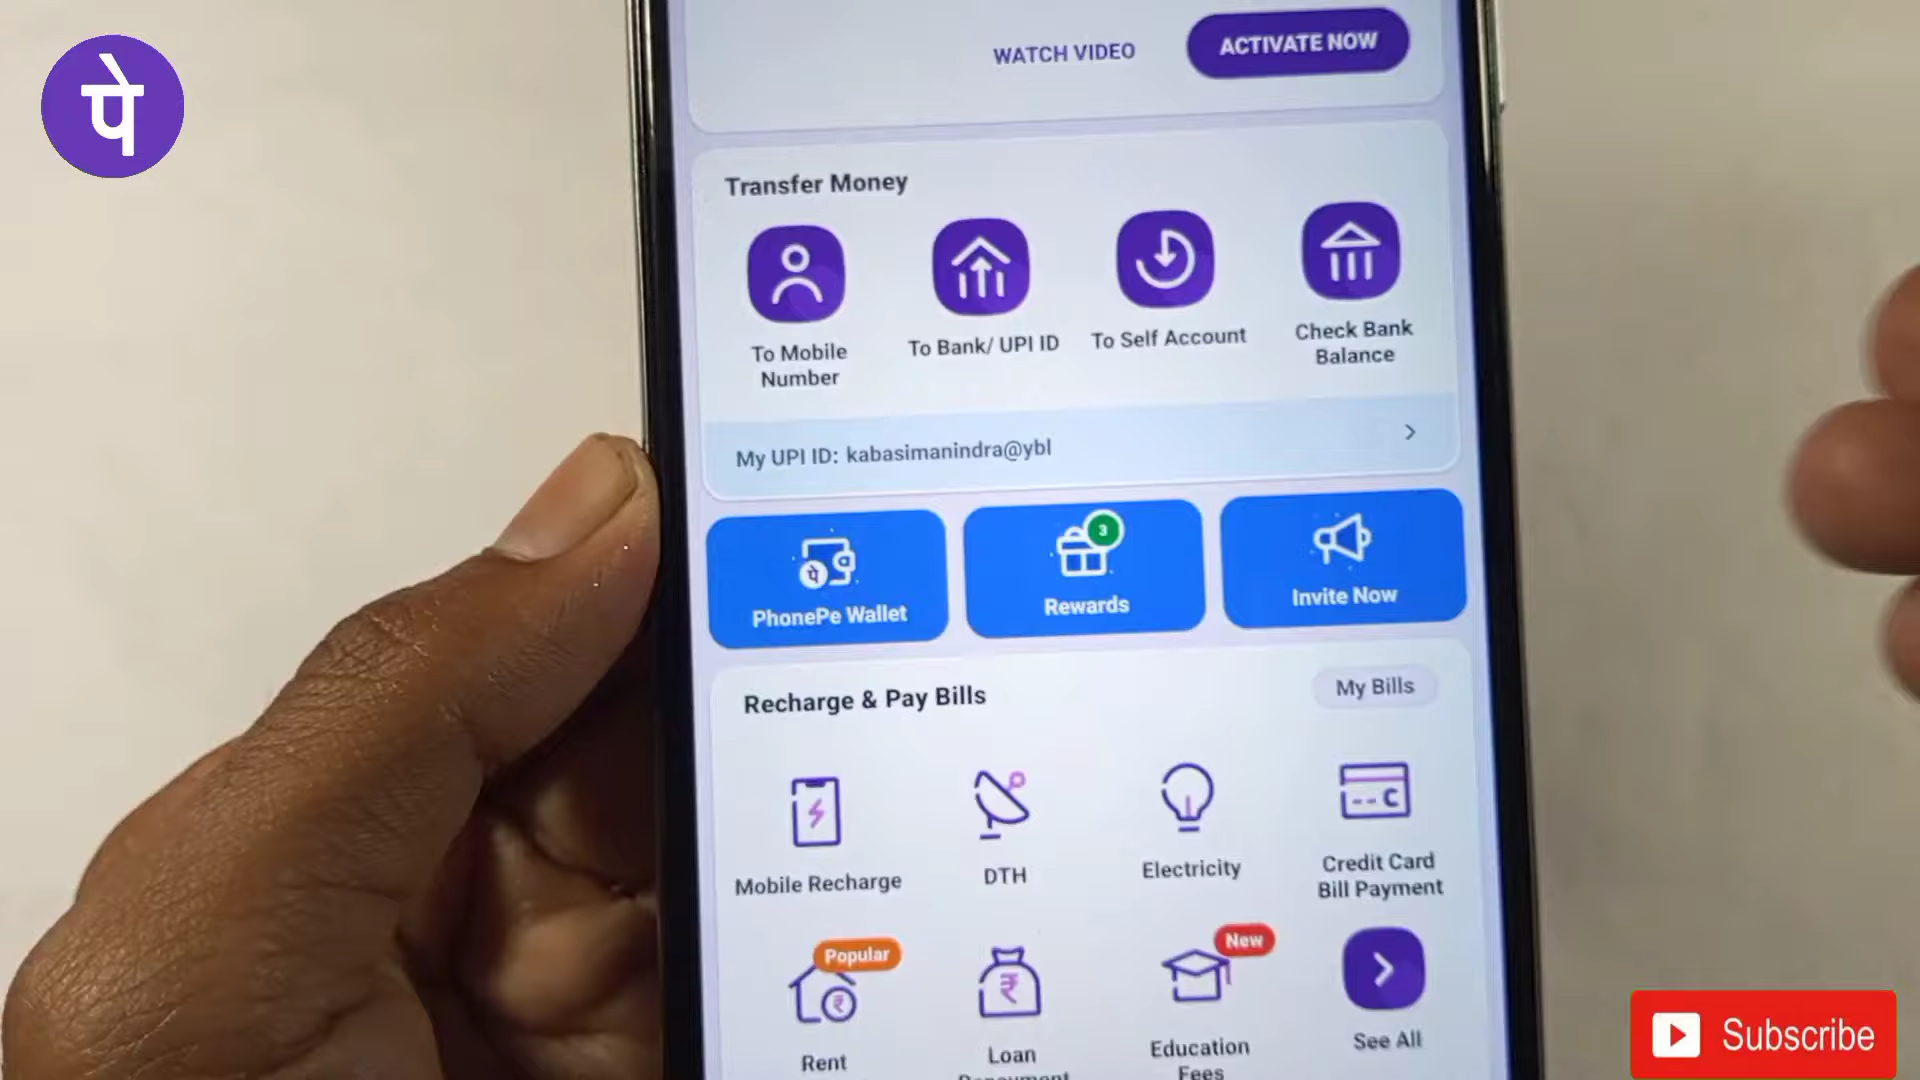 पे
WATCH VIDEO
ACTIVATE NOW
Transfer Money
To Mobile
Number
To Bank/ UPI ID
To Self Account
Check Bank
Balance
My UPI ID: kabasimanindra@ybl
पे
PhonePe Wallet
3
Rewards
Invite Now
Recharge & Pay Bills
My Bills
Mobile Recharge
DTH
Electricity
C
Credit Card
Bill Payment
Popular
₹
Rent
₹
Loan
Repayment
New
Education
Fees
See All
Subscribe